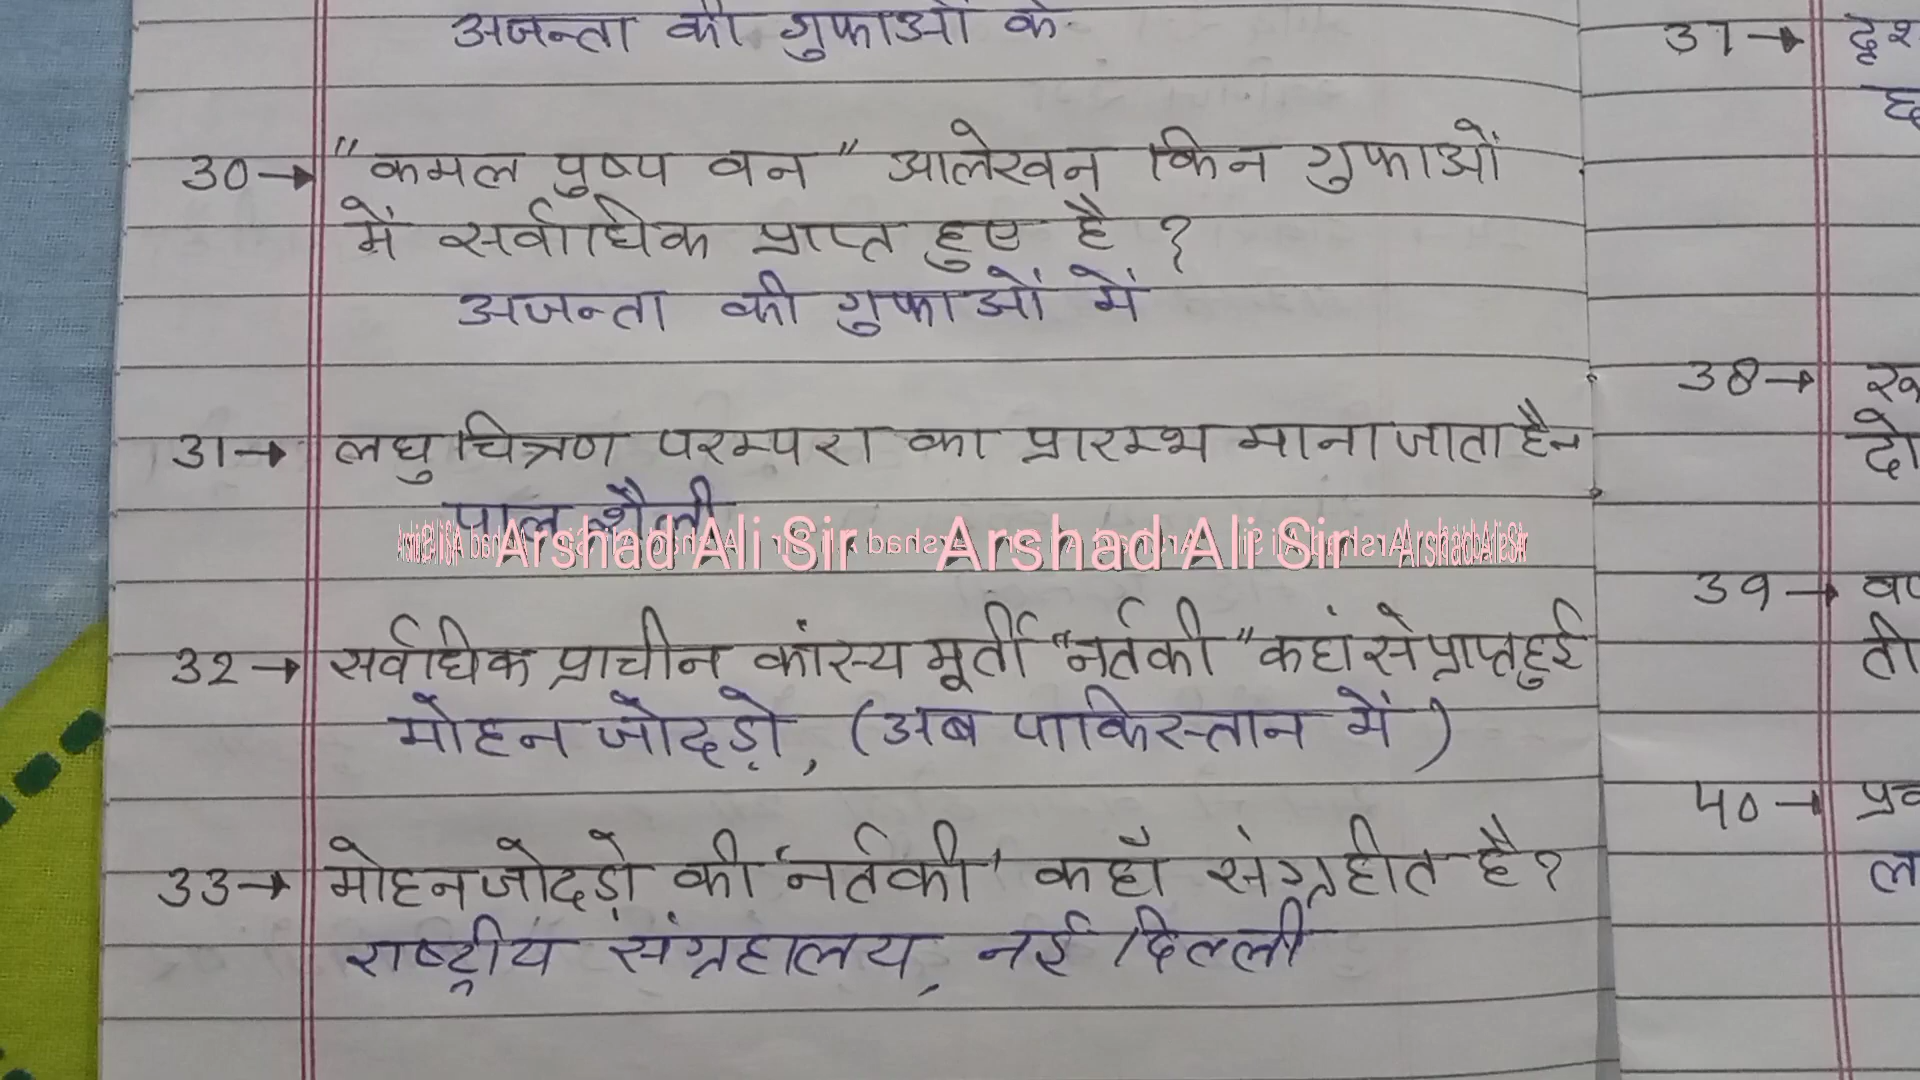 अजन्ता की गुफाओं के
30→ "कमल पुष्प वन" आलेखन किन गुफाओं
में सर्वाधिक प्राप्त हुए है ?
अजन्ता की गुफाओं में
31→ लघु चित्रण परम्परा का प्रारम्भ माना जाता है-
पाल शैली
Arshad Ali Sir Arshad Ali Sir
32→ सर्वधिक प्राचीन कांस्य मूर्ती "नर्तकी" कहां से प्राप्त हुई
मोहन जोदड़ो, (अब पाकिस्तान में)
33→ मोहनजोदड़ो की 'नर्तकी' कहाँ संग्रहीत है?
राष्ट्रीय संग्रहालय, नई दिल्ली
37→
38→
दो
39→
ती
40→
ल